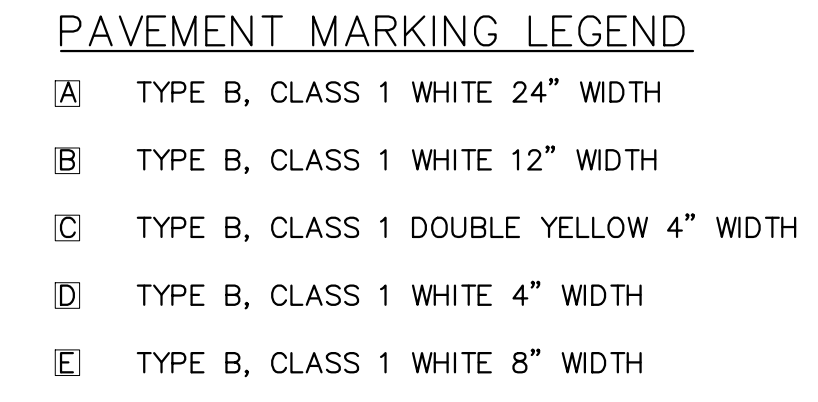 PAVEMENT MARKING LEGEND
A TYPE B, CLASS 1 WHITE 24” WIDTH
B TYPE B, CLASS 1 WHITE 12” WIDTH
C TYPE B, CLASS 1 DOUBLE YELLOW 4” WIDTH
D TYPE B, CLASS 1 WHITE 4” WIDTH
E TYPE B, CLASS 1 WHITE 8” WIDTH